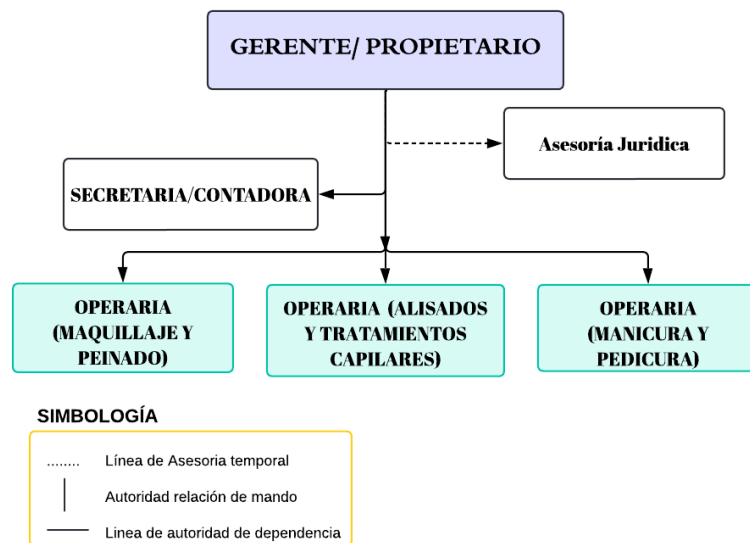 GERENTE/ PROPIETARIO
Asesoría Juridica
SECRETARIA/CONTADORA
OPERARIA
(MAQUILLAJE Y
PEINADO)
OPERARIA (ALISADOS
Y TRATAMIENTOS
CAPILARES)
OPERARIA
(MANICURA Y
PEDICURA)
SIMBOLOGÍA
Línea de Asesoria temporal
Autoridad relación de mando
Linea de autoridad de dependencia